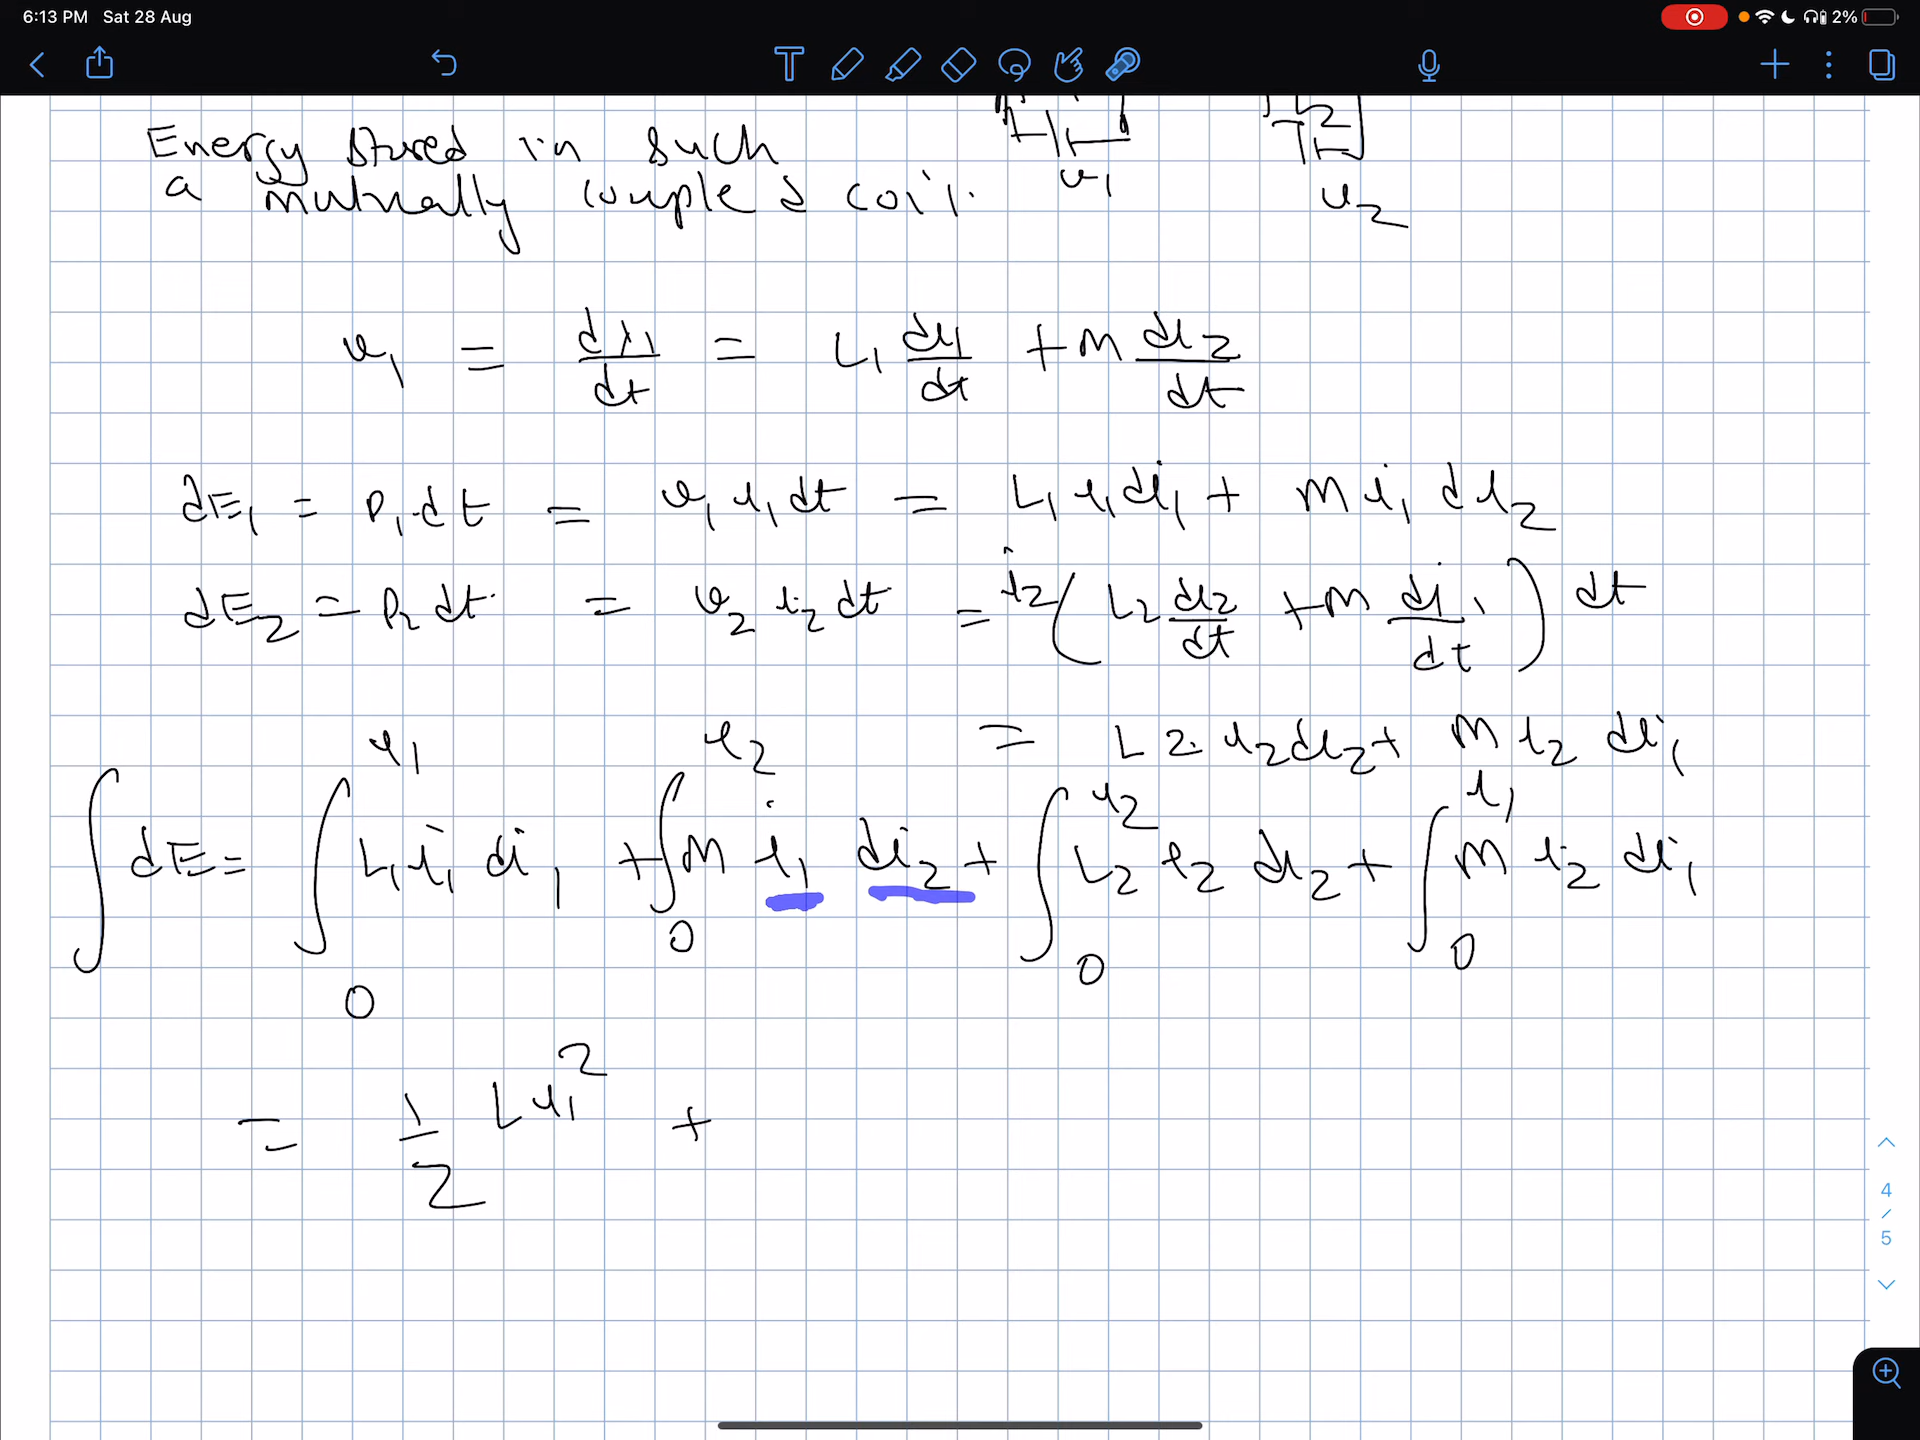 6:13 PM Sat 28 Aug
2%
T
Energy stored in such
a mutually coupled coil.
v₁
L₂
v₂
v₁ = dλ₁/dt = L₁ di₁/dt + M di₂/dt
dE₁ = P₁.dt = v₁ i₁ dt = L₁ i₁ di₁ + M i₁ di₂
dE₂ = P₂ dt = v₂ i₂ dt = i₂ (L₂ di₂/dt + M di₁/dt) dt
= L₂ i₂ di₂ + M i₂ di₁
∫ dE = ∫₀^i₁ L₁ i₁ di₁ + ∫₀^i₂ M i₁ di₂ + ∫₀^i₂ L₂ i₂ di₂ + ∫₀^i₁ M i₂ di₁
= 1/2 L i₁² +
4
/
5